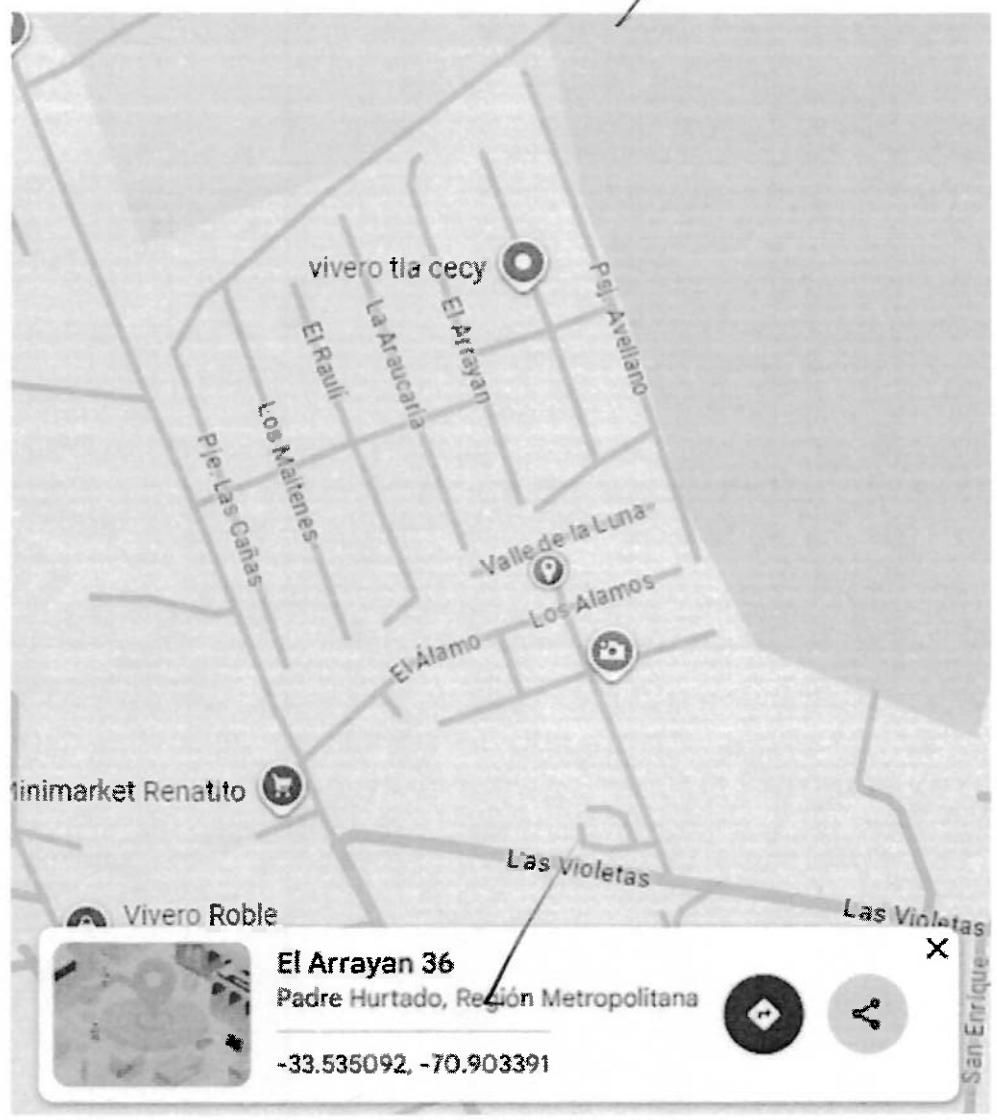 vivero tia cecy
Psj. Avellano
El Arrayan
La Araucaria
El Raulí
Los Maitenes
Pje. Las Cañas
Valle de la Luna
Los Alamos
El Álamo
Minimarket Renatito
Las Violetas
Vivero Roble
Las Violetas
San Enrique
El Arrayan 36
Padre Hurtado, Región Metropolitana
-33.535092, -70.903391